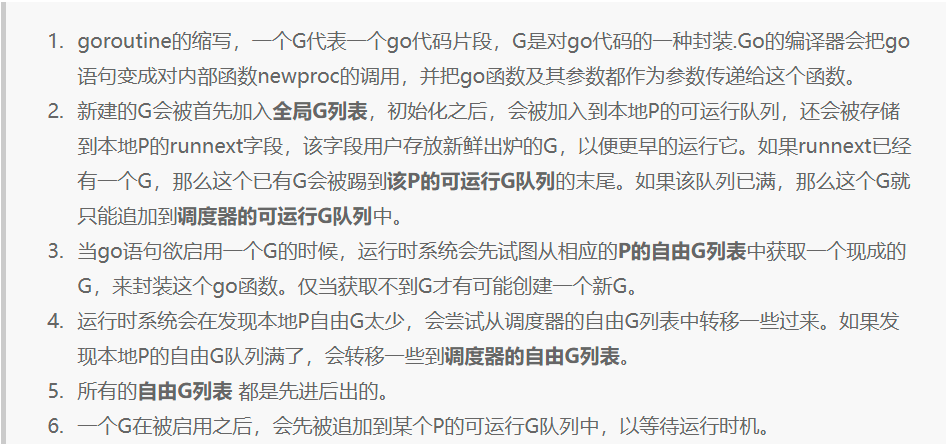 1. goroutine的缩写，一个G代表一个go代码片段，G是对go代码的一种封装.Go的编译器会把go
语句变成对内部函数newproc的调用，并把go函数及其参数都作为参数传递给这个函数。
2. 新建的G会被首先加入全局G列表，初始化之后，会被加入到本地P的可运行队列，还会被存储
到本地P的runnext字段，该字段用户存放新鲜出炉的G，以便更早的运行它。如果runnext已经
有一个G，那么这个已有G会被踢到该P的可运行G队列的末尾。如果该队列已满，那么这个G就
只能追加到调度器的可运行G队列中。
3. 当go语句欲启用一个G的时候，运行时系统会先试图从相应的P的自由G列表中获取一个现成的
G，来封装这个go函数。仅当获取不到G才有可能创建一个新G。
4. 运行时系统会在发现本地P自由G太少，会尝试从调度器的自由G列表中转移一些过来。如果发
现本地P的自由G队列满了，会转移一些到调度器的自由G列表。
5. 所有的自由G列表 都是先进后出的。
6. 一个G在被启用之后，会先被追加到某个P的可运行G队列中，以等待运行时机。